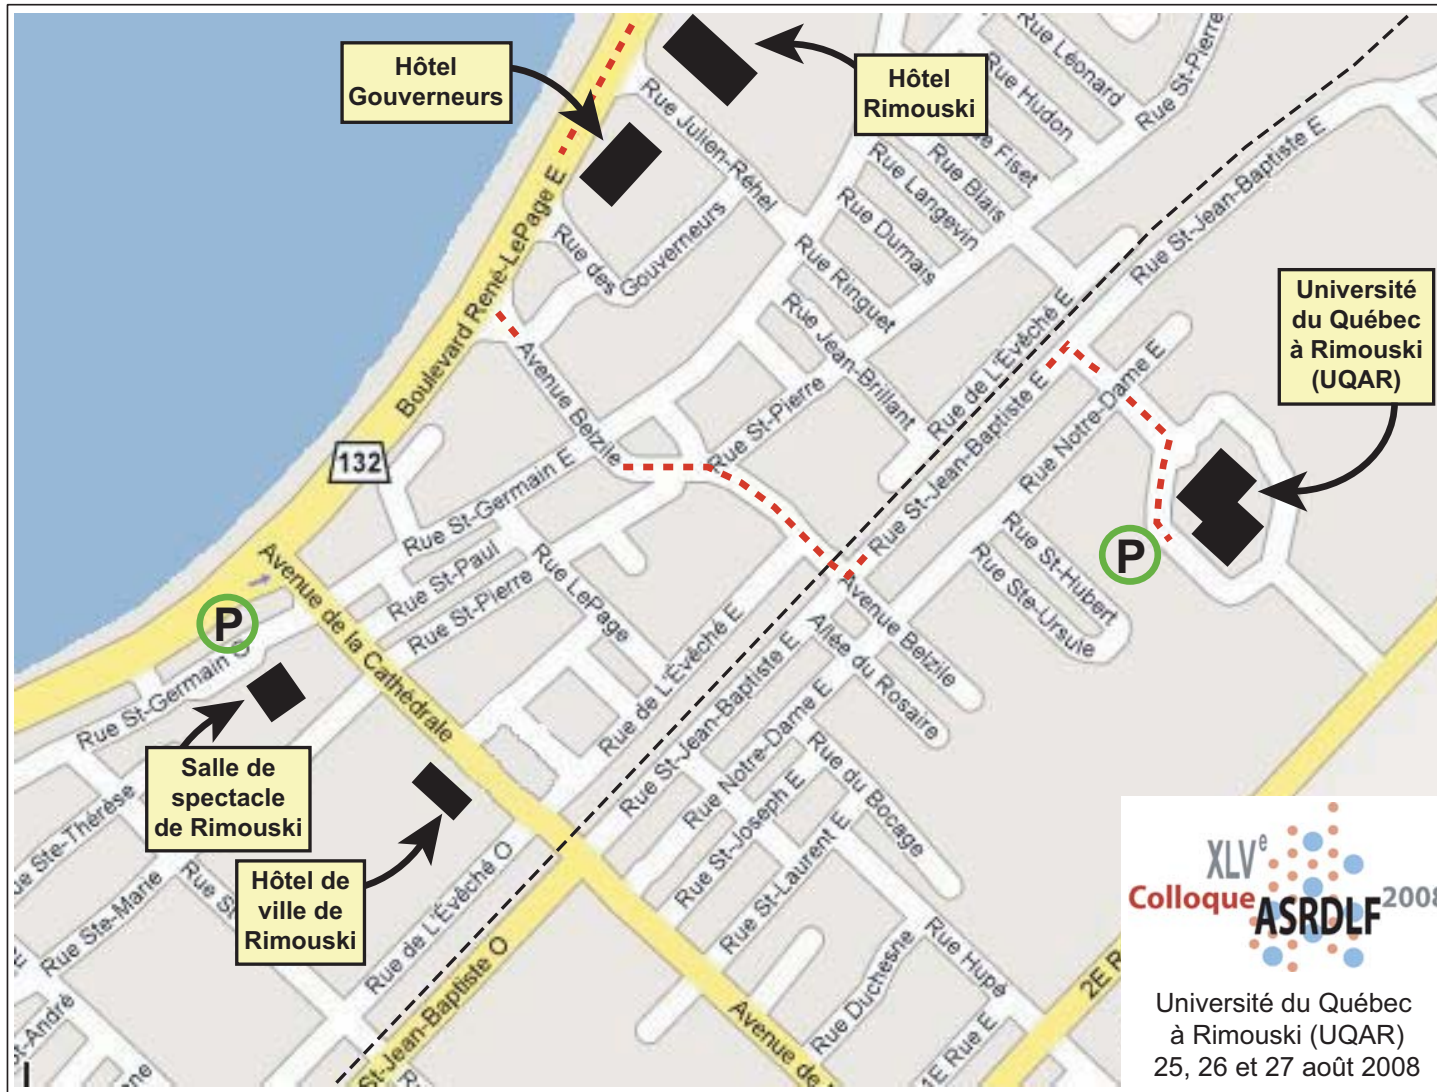 Hôtel
Gouverneurs
Hôtel
Rimouski
Université
du Québec
à Rimouski
(UQAR)
Salle de
spectacle
de Rimouski
Hôtel de
ville de
Rimouski
132
P
P
Boulevard René-LePage E
Rue Julien-Réhel
Rue des Gouverneurs
Avenue Belzile
Rue St-Germain E
Rue St-Paul
Rue St-Pierre
Rue St-Pierre
Rue St-Pierre
Rue LePage
Rue Léonard
Rue Hudon
Fiset
Rue Blais
Rue Langevin
Rue Durnais
Rue Ringuet
Rue Jean-Brillant
Rue de L'Évêché E
Rue St-Jean-Baptiste E
Rue St-Jean-Baptiste E
Rue Notre-Dame E
Rue St-Hubert
Rue Ste-Ursule
Avenue Belzile
Allée du Rosaire
Rue de L'Évêché E
Rue St-Jean-Baptiste E
Rue Notre-Dame E
Rue St-Joseph E
Rue St-Laurent E
Rue du Bocage
Rue Duchesne
Rue Hupé
1E Rue E
2E R
Avenue de la Cathédrale
Avenue de
Rue St-Germain O
Rue Ste-Thérèse
Rue Ste-Marie
Rue S
St-André
Rue de L'Évêché O
St-Jean-Baptiste O
XLVe
Colloque ASRDLF 2008
Université du Québec
à Rimouski (UQAR)
25, 26 et 27 août 2008